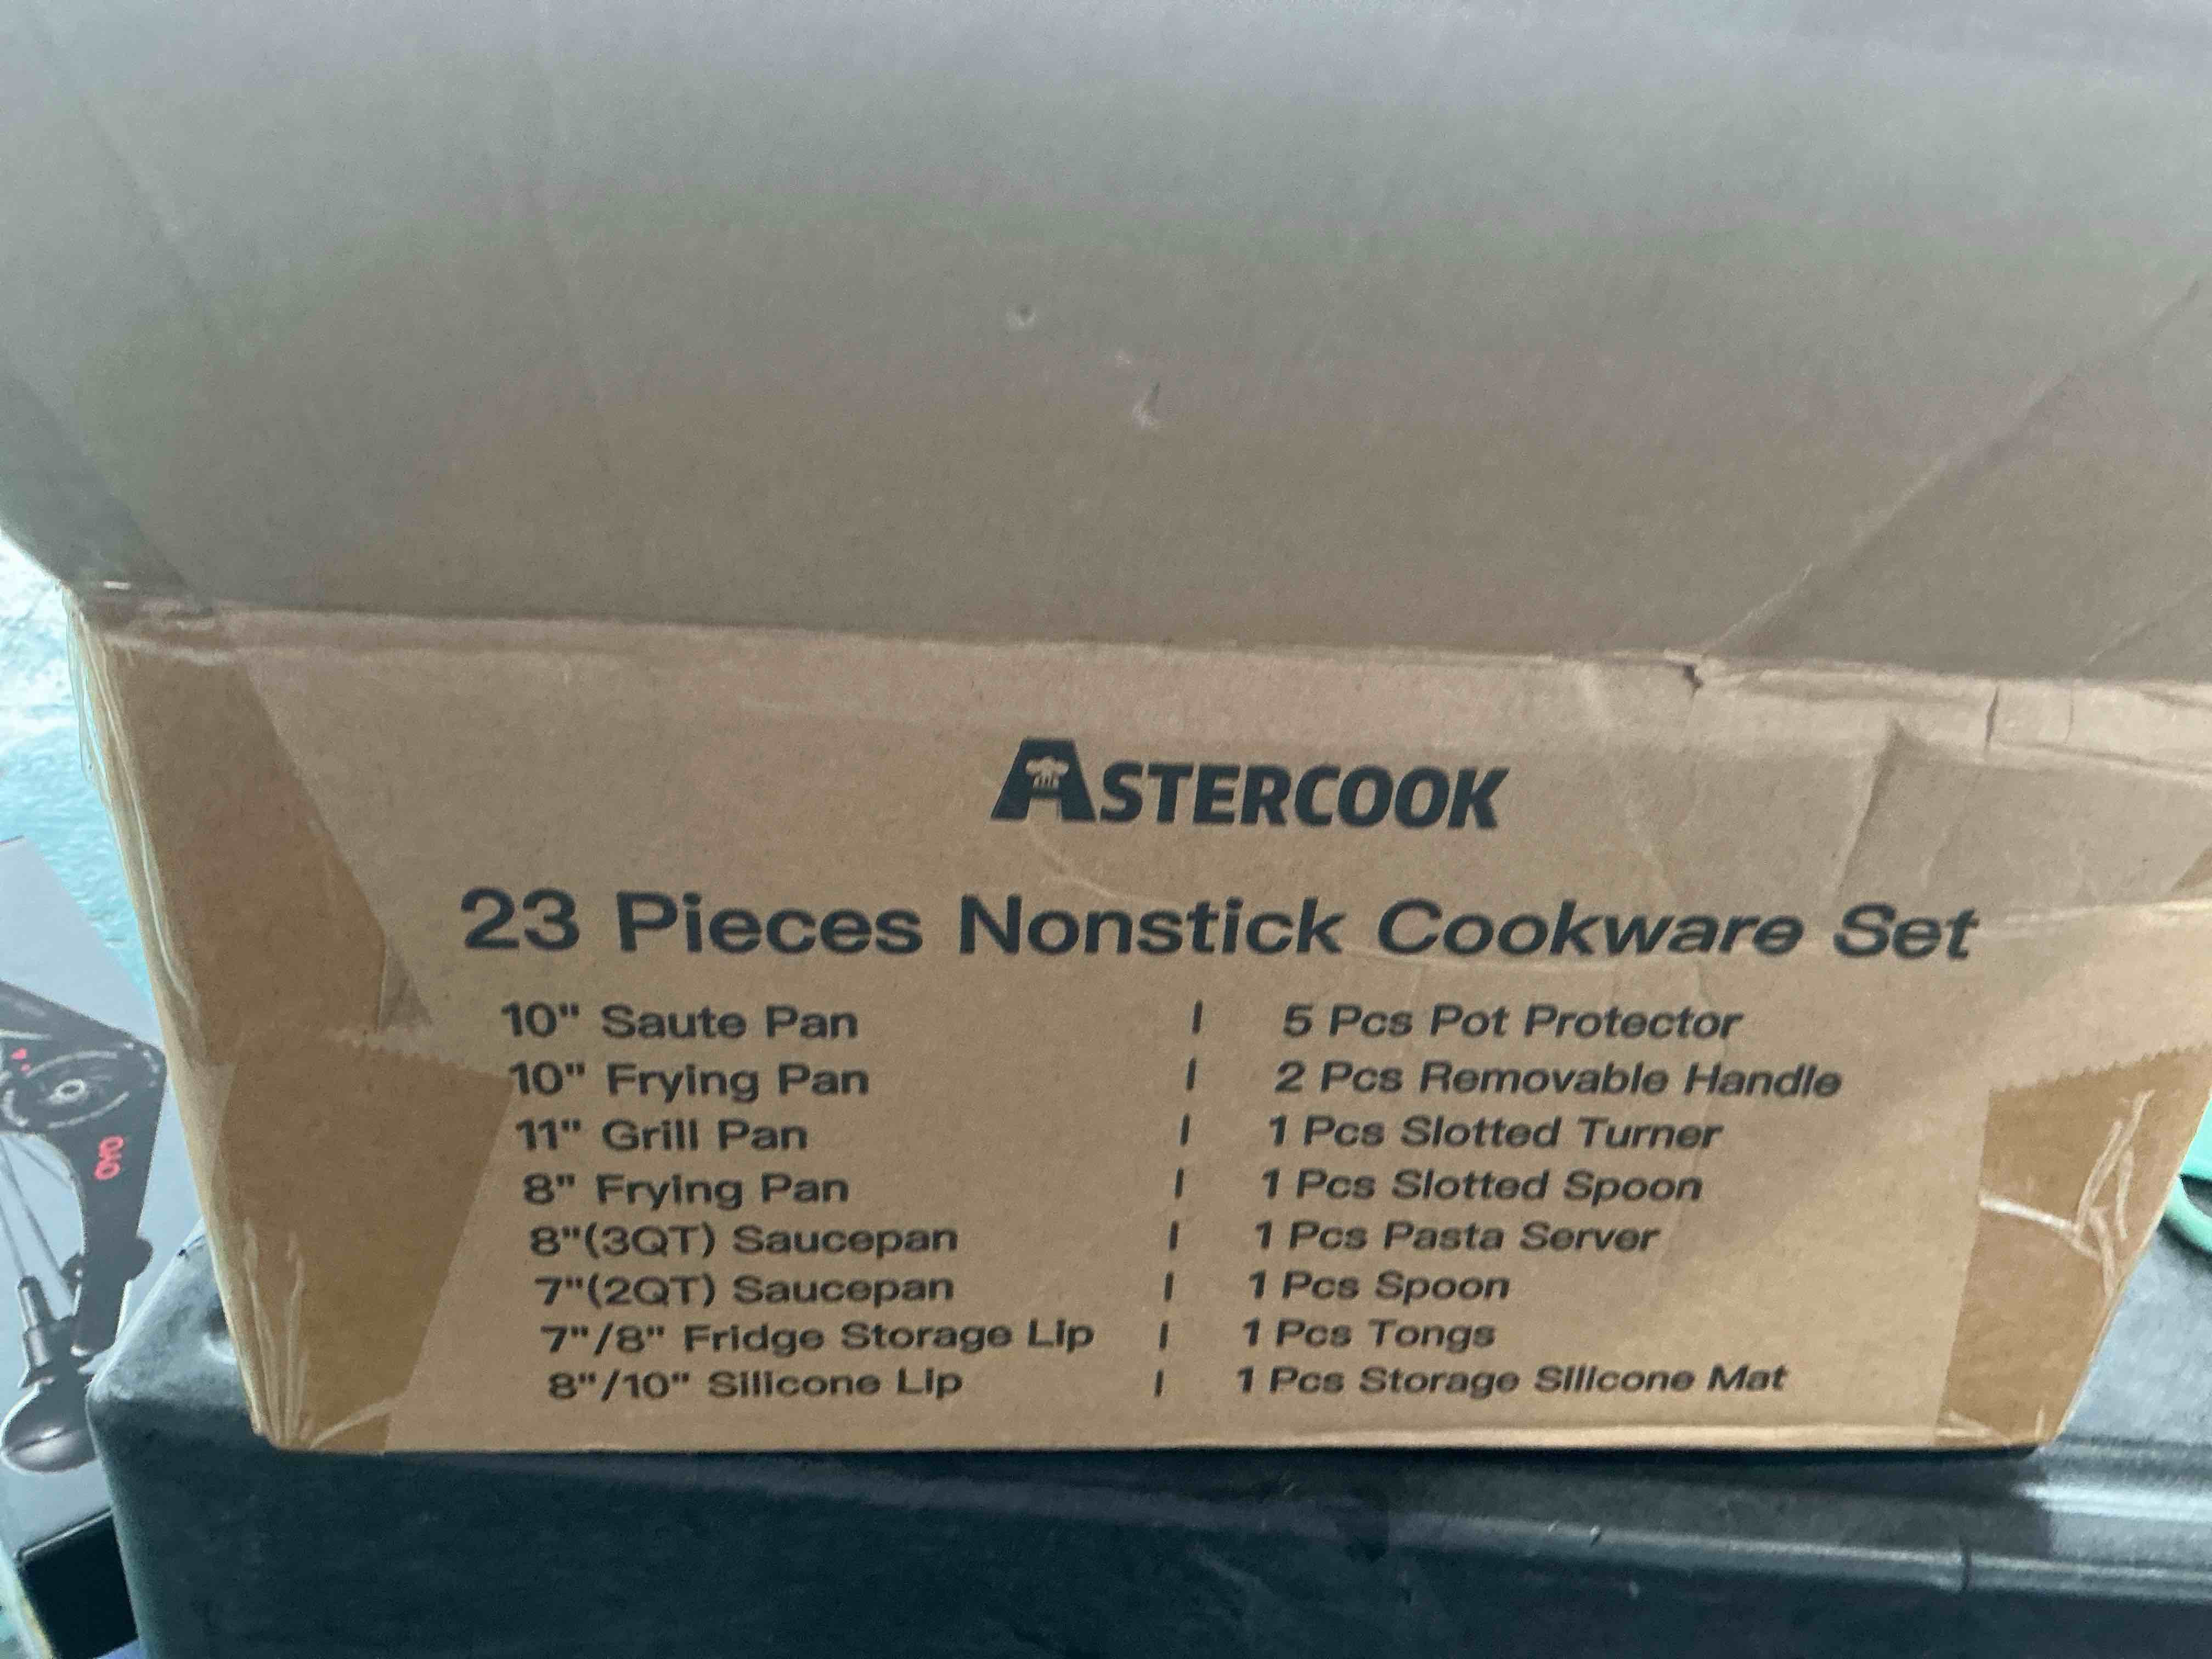 ASTERCOOK
23 Pieces Nonstick Cookware Set
10" Saute Pan | 5 Pcs Pot Protector
10" Frying Pan | 2 Pcs Removable Handle
11" Grill Pan | 1 Pcs Slotted Turner
8" Frying Pan | 1 Pcs Slotted Spoon
8"(3QT) Saucepan | 1 Pcs Pasta Server
7"(2QT) Saucepan | 1 Pcs Spoon
7"/8" Fridge Storage Lip | 1 Pcs Tongs
8"/10" Silicone Lip | 1 Pcs Storage Silicone Mat
OXO